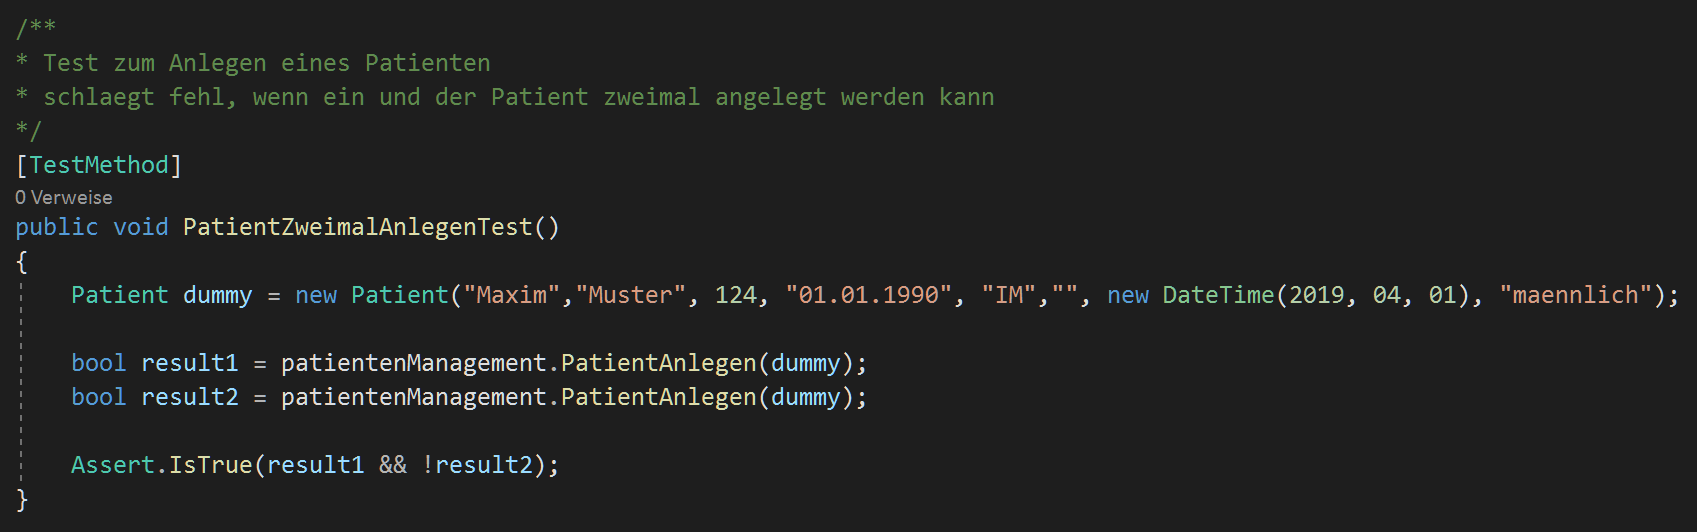 /**
* Test zum Anlegen eines Patienten
* schlaegt fehl, wenn ein und der Patient zweimal angelegt werden kann
*/
[TestMethod]
0 Verweise
public void PatientZweimalAnlegenTest()
{
    Patient dummy = new Patient("Maxim","Muster", 124, "01.01.1990", "IM","", new DateTime(2019, 04, 01), "maennlich");
    bool result1 = patientenManagement.PatientAnlegen(dummy);
    bool result2 = patientenManagement.PatientAnlegen(dummy);
    Assert.IsTrue(result1 && !result2);
}